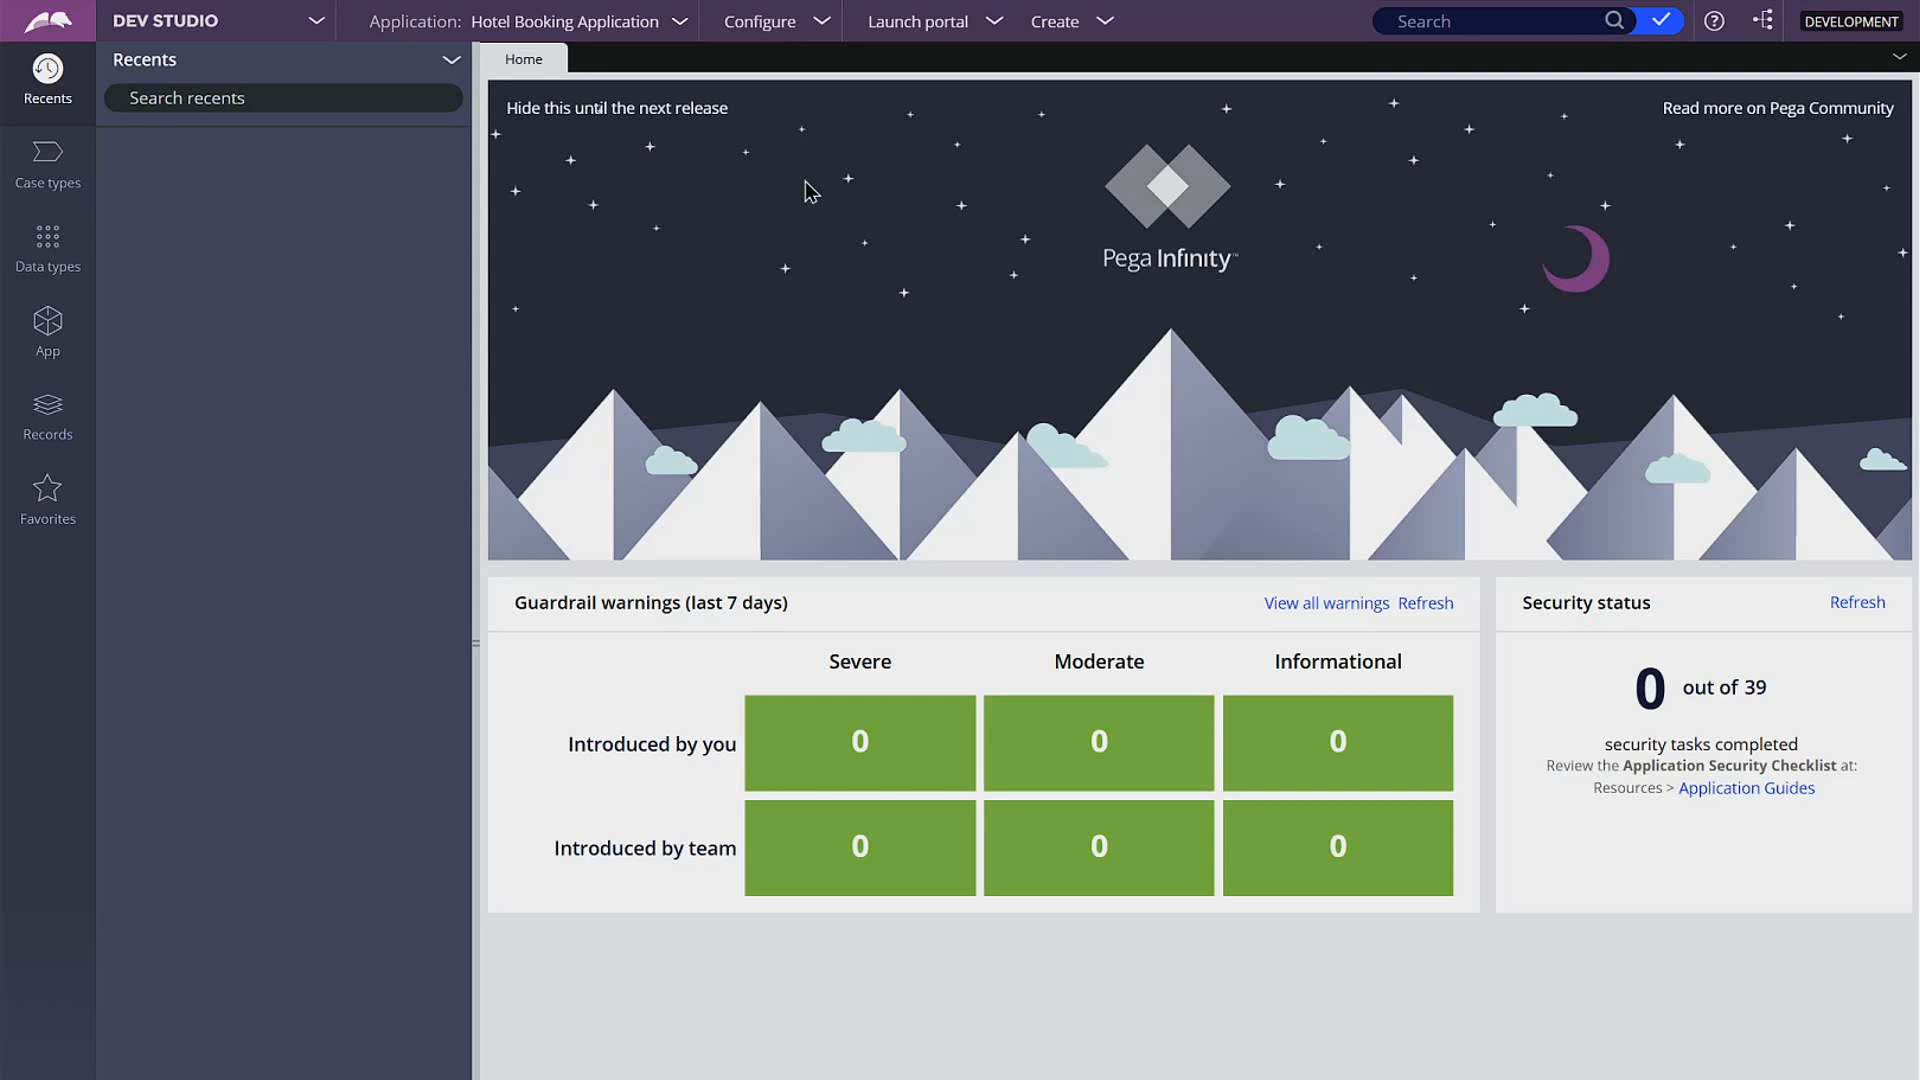 DEV STUDIO
Application: Hotel Booking Application
Configure
Launch portal
Create
Search
DEVELOPMENT
Recents
Search recents
Recents
Case types
Data types
App
Records
Favorites
Home
Hide this until the next release
Read more on Pega Community
Pega Infinity™
Guardrail warnings (last 7 days)
View all warnings Refresh
Severe Moderate Informational
Introduced by you 0 0 0
Introduced by team 0 0 0
Security status
Refresh
0 out of 39
security tasks completed
Review the Application Security Checklist at:
Resources > Application Guides